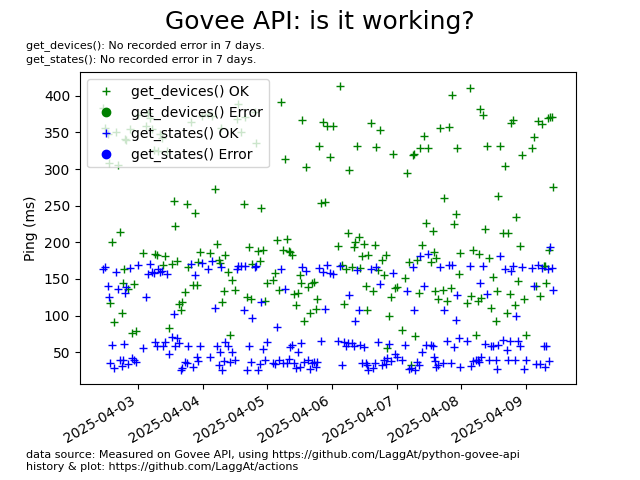 Govee API: is it working?
get_devices(): No recorded error in 7 days.
get_states(): No recorded error in 7 days.
get_devices() OK
get_devices() Error
get_states() OK
get_states() Error
Ping (ms)
400
350
300
250
200
150
100
50
2025-04-03
2025-04-04
2025-04-05
2025-04-06
2025-04-07
2025-04-08
2025-04-09
data source: Measured on Govee API, using https://github.com/LaggAt/python-govee-api
history & plot: https://github.com/LaggAt/actions